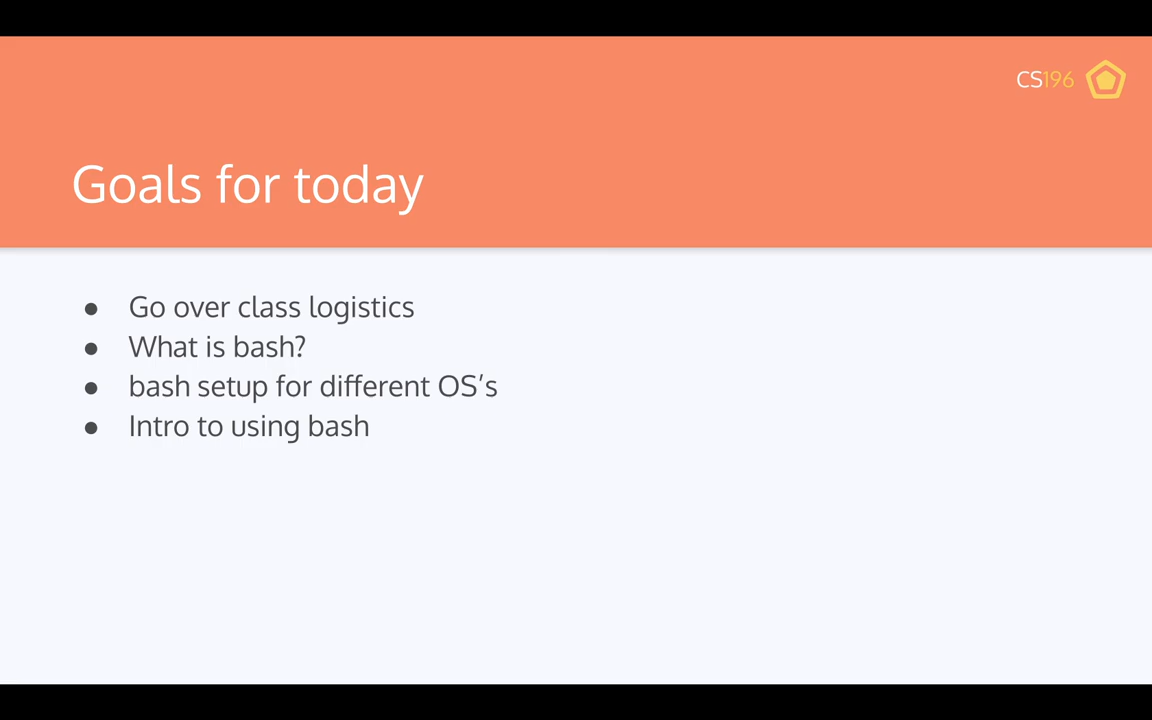 CS196
Goals for today
● Go over class logistics
● What is bash?
● bash setup for different OS’s
● Intro to using bash